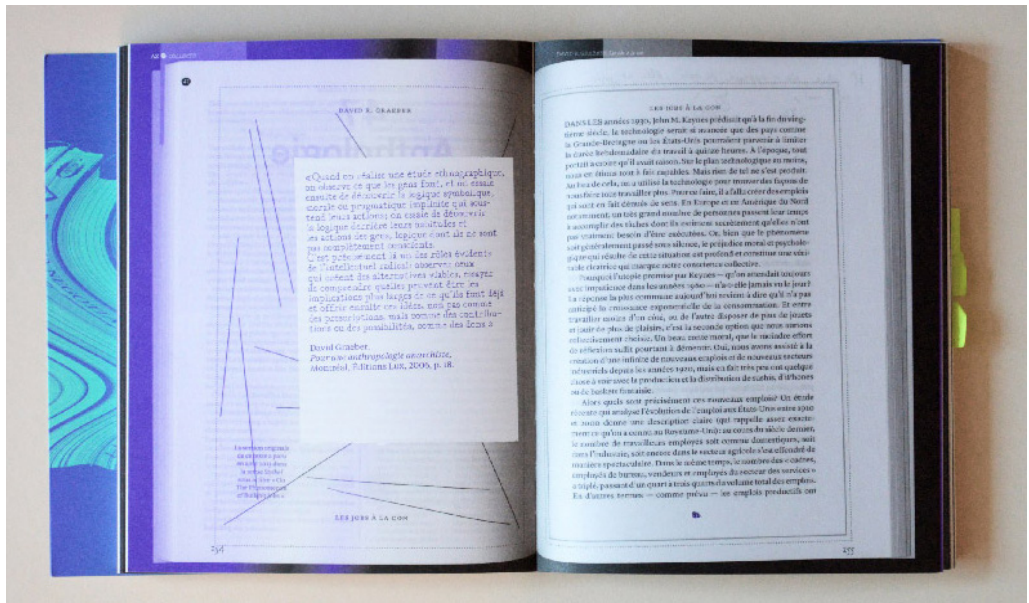 DAVID R. GRAEBER
Anthologie
«Quand on réalise une étude ethnographique,
on observe ce que les gens font, et on essaie
ensuite de découvrir la logique symbolique,
morale ou pragmatique implicite qui sous-
tend leurs actions; on essaie de découvrir
la logique derrière leurs habitudes et
les actions des gens, logique dont ils ne sont
pas complètement conscients.
C'est précisément là un des rôles évidents
de l'intellectuel radical: observer ceux
qui créent des alternatives viables, essayer
de comprendre quelles peuvent être les
implications plus larges de ce qu'ils font déjà
et offrir ensuite ces idées, non pas comme
des prescriptions, mais comme des contribu-
tions ou des possibilités, comme des dons.»
David Graeber,
Pour une anthropologie anarchiste,
Montréal, Éditions Lux, 2006, p. 18.
LES JOBS À LA CON
234
LES JOBS À LA CON
DANS LES années 1930, John M. Keynes prédisait qu'à la fin du ving-
tième siècle, la technologie serait si avancée que des pays comme
la Grande-Bretagne ou les États-Unis pourraient parvenir à limiter
la durée hebdomadaire du travail à quinze heures. À l'époque, tout
portait à croire qu'il avait raison. Sur le plan technologique au moins,
nous en étions tout à fait capables. Mais rien de tel ne s'est produit.
Au lieu de cela, on a utilisé la technologie pour trouver des façons de
nous faire tous travailler plus. Pour ce faire, il a fallu créer des emplois
qui sont en fait dénués de sens. En Europe et en Amérique du Nord
notamment, un très grand nombre de personnes passent leur temps
à accomplir des tâches dont ils estiment secrètement qu'elles n'ont
pas vraiment besoin d'être exécutées. Or, bien que le phénomène
soit généralement passé sous silence, le préjudice moral et psycholo-
gique qui résulte de cette situation est profond et constitue une véri-
table cicatrice qui marque notre conscience collective.
Pourquoi l'utopie promise par Keynes — qu'on attendait toujours
avec impatience dans les années 1960 — n'a-t-elle jamais vu le jour?
La réponse la plus commune aujourd'hui revient à dire qu'il n'a pas
anticipé la croissance exponentielle de la consommation. Et entre
travailler moins d'un côté, ou de l'autre disposer de plus de jouets
et jouir de plus de plaisirs, c'est la seconde option que nous aurions
collectivement choisie. Un beau conte moral, que le moindre effort
de réflexion suffit pourtant à démentir. Oui, nous avons assisté à la
création d'une infinité de nouveaux emplois et de nouveaux secteurs
industriels depuis les années 1920, mais en fait très peu ont quelque
chose à voir avec la production et la distribution de sushis, d'iPhones
ou de baskets fantaisie.
Alors quels sont précisément ces nouveaux emplois? Un étude
récente qui analyse l'évolution de l'emploi aux États-Unis entre 1910
et 2000 donne une description claire (qui rappelle assez exacte-
ment ce qu'on a connu au Royaume-Uni): au cours du siècle dernier,
le nombre de travailleurs employés soit comme domestiques, soit
dans l'industrie, soit encore dans le secteur agricole s'est effondré de
manière spectaculaire. Dans le même temps, le nombre des «cadres,
employés de bureau, vendeurs et employés du secteur des services»
a triplé, passant d'un quart à trois quarts du volume total des emplois.
En d'autres termes — comme prévu — les emplois productifs ont
235